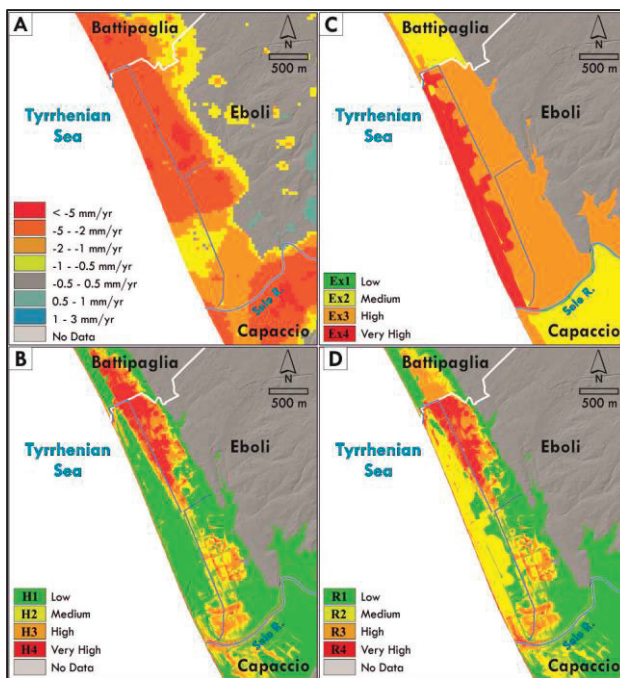 A
Battipaglia
N
500 m
Tyrrhenian
Sea
Eboli
< -5 mm/yr
-5 - -2 mm/yr
-2 - -1 mm/yr
-1 - -0.5 mm/yr
-0.5 - 0.5 mm/yr
0.5 - 1 mm/yr
1 - 3 mm/yr
No Data
Sele R.
Capaccio
C
Battipaglia
N
500 m
Tyrrhenian
Sea
Eboli
Ex1 Low
Ex2 Medium
Ex3 High
Ex4 Very High
Sele R.
Capaccio
B
Battipaglia
N
500 m
Tyrrhenian
Sea
Eboli
H1 Low
H2 Medium
H3 High
H4 Very High
No Data
Sele R.
Capaccio
D
Battipaglia
N
500 m
Tyrrhenian
Sea
Eboli
R1 Low
R2 Medium
R3 High
R4 Very High
No Data
Sele R.
Capaccio